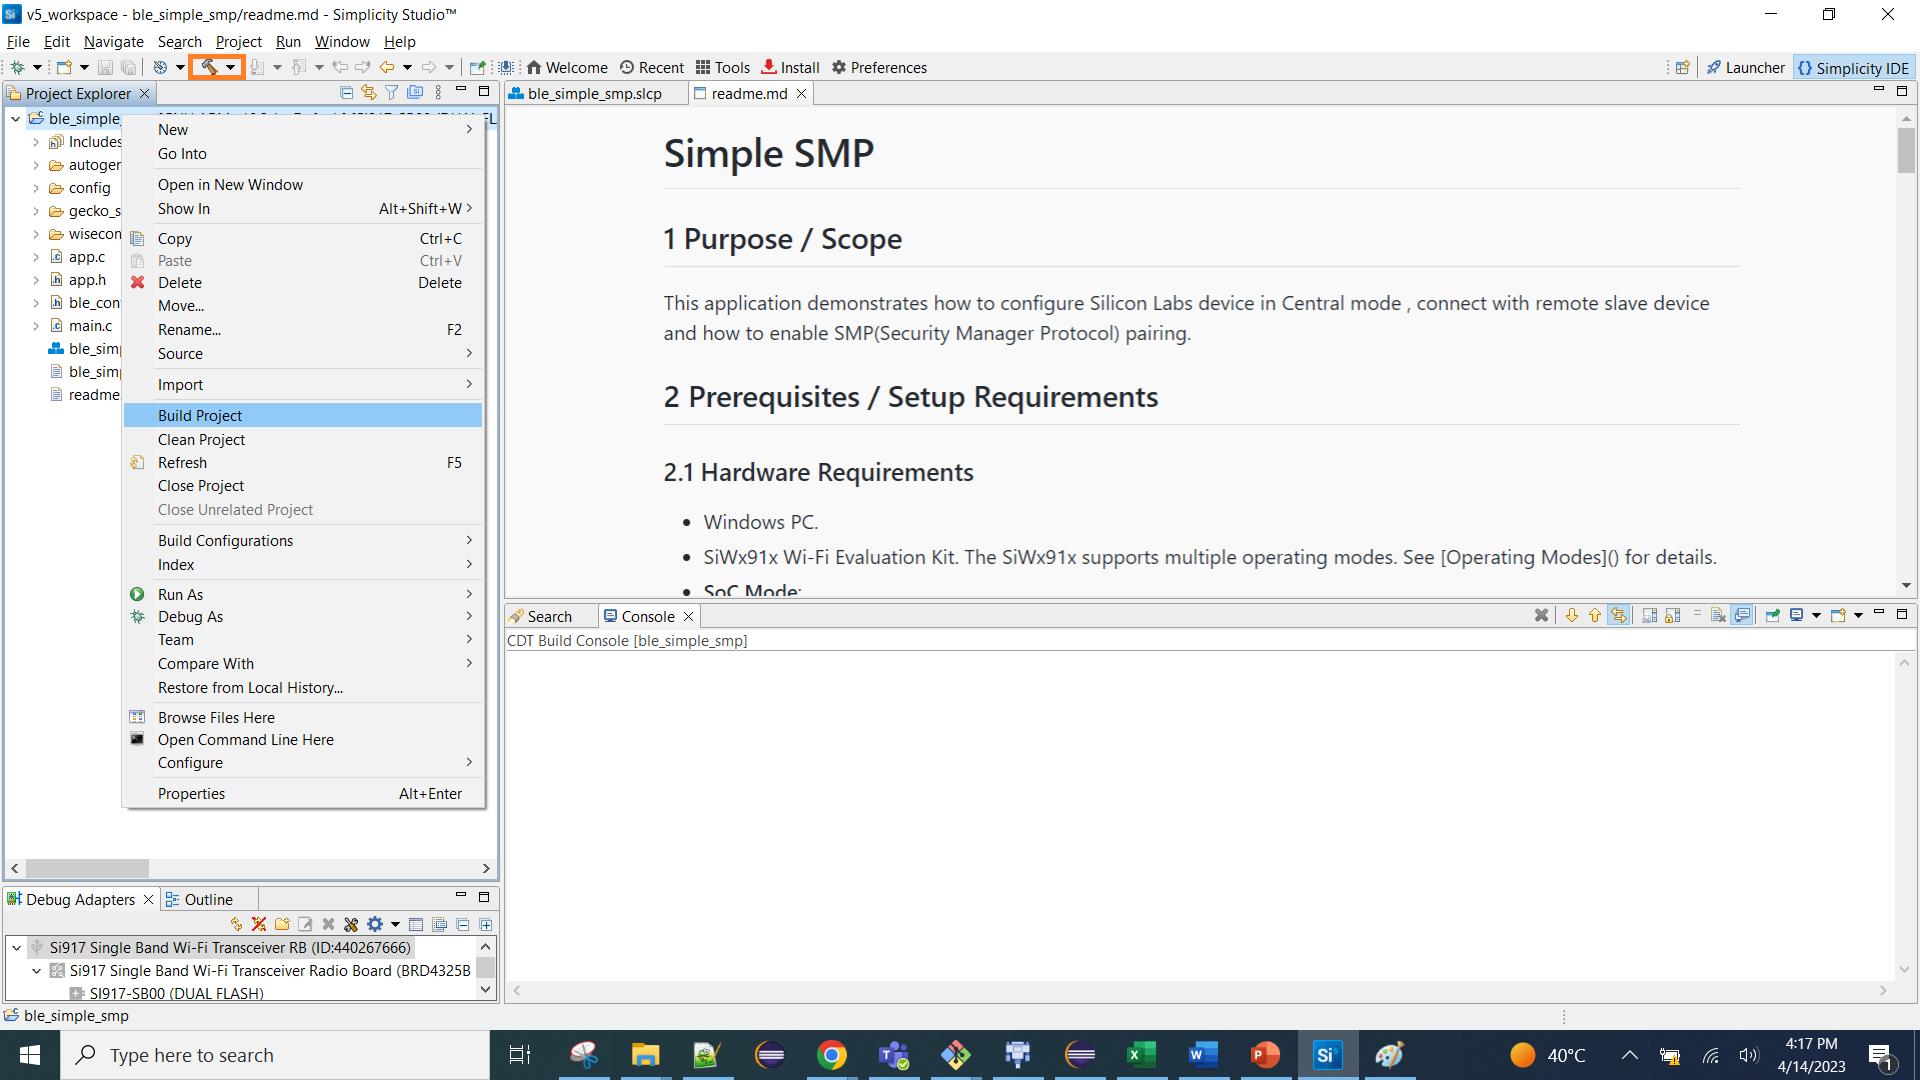 v5_workspace - ble_simple_smp/readme.md - Simplicity Studio™
File Edit Navigate Search Project Run Window Help
Welcome Recent Tools Install Preferences
Launcher Simplicity IDE
Project Explorer
ble_simple_smp.slcp
readme.md
ble_simple_
Includes
autoger
config
gecko_s
wisecon
app.c
app.h
ble_con
main.c
ble_simp
ble_simp
readme
New
Go Into
Open in New Window
Show In Alt+Shift+W
Copy Ctrl+C
Paste Ctrl+V
Delete Delete
Move...
Rename... F2
Source
Import
Build Project
Clean Project
Refresh F5
Close Project
Close Unrelated Project
Build Configurations
Index
Run As
Debug As
Team
Compare With
Restore from Local History...
Browse Files Here
Open Command Line Here
Configure
Properties Alt+Enter
Simple SMP
1 Purpose / Scope
This application demonstrates how to configure Silicon Labs device in Central mode , connect with remote slave device
and how to enable SMP(Security Manager Protocol) pairing.
2 Prerequisites / Setup Requirements
2.1 Hardware Requirements
• Windows PC.
• SiWx91x Wi-Fi Evaluation Kit. The SiWx91x supports multiple operating modes. See [Operating Modes]() for details.
• SoC Mode:
Search
Console
CDT Build Console [ble_simple_smp]
Debug Adapters
Outline
Si917 Single Band Wi-Fi Transceiver RB (ID:440267666)
Si917 Single Band Wi-Fi Transceiver Radio Board (BRD4325B
SI917-SB00 (DUAL FLASH)
ble_simple_smp
Type here to search
40°C
4:17 PM
4/14/2023
1